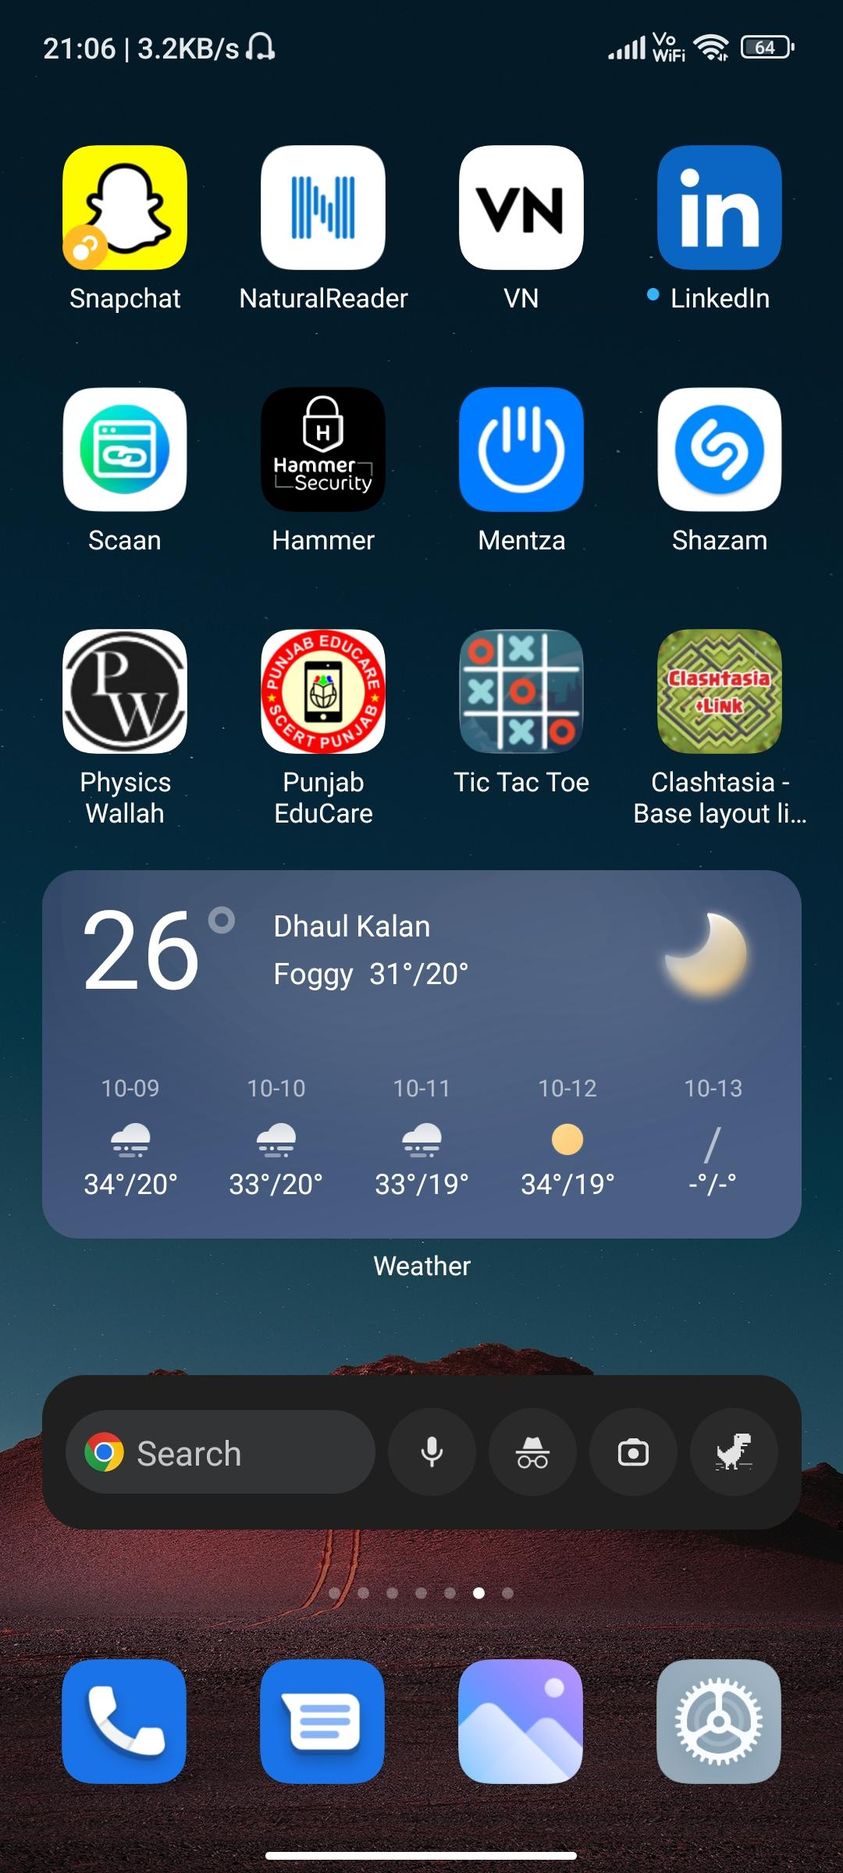 21:06 | 3.2KB/s
Vo
WiFi
64
VN
in
Snapchat
NaturalReader
VN
LinkedIn
H
Hammer
Security
Scaan
Hammer
Mentza
Shazam
PW
PUNJAB EDUCARE
SCERT PUNJAB
Clashtasia
+Link
Physics
Wallah
Punjab
EduCare
Tic Tac Toe
Clashtasia -
Base layout li...
26°
Dhaul Kalan
Foggy 31°/20°
10-09 10-10 10-11 10-12 10-13
34°/20° 33°/20° 33°/19° 34°/19° -°/-°
Weather
Search